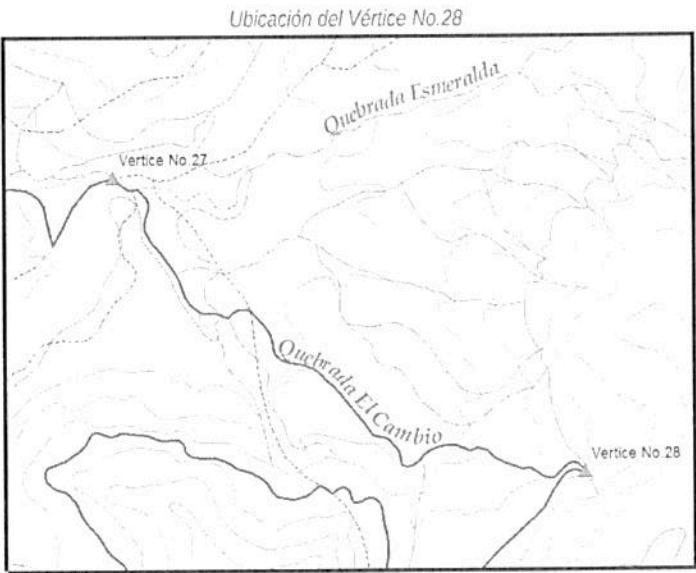 Ubicación del Vértice No.28
Quebrada Esmeralda
Vertice No.27
Quebrada El Cambio
Vertice No.28